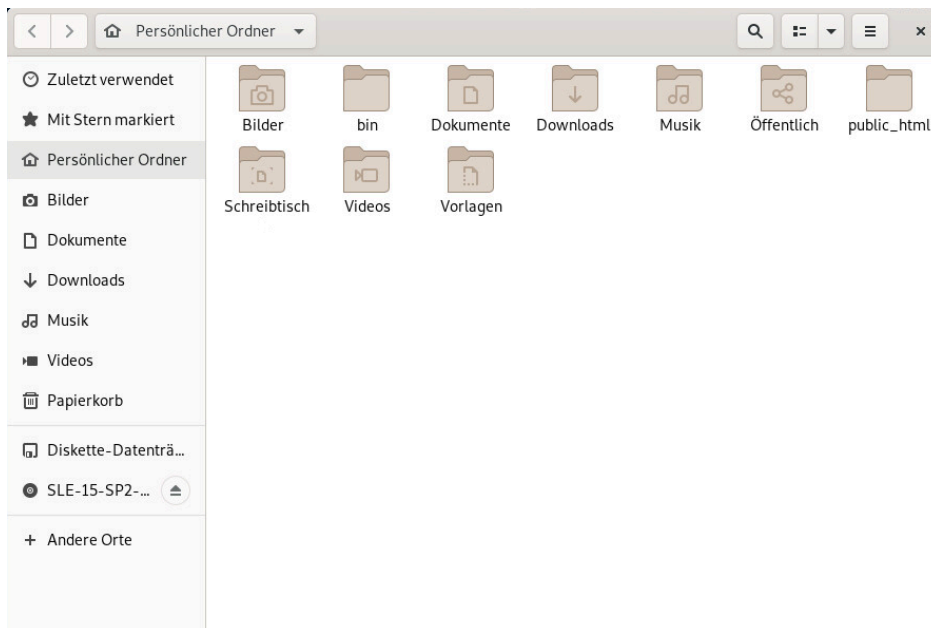 Persönlicher Ordner
Zuletzt verwendet
Mit Stern markiert
Persönlicher Ordner
Bilder
Dokumente
Downloads
Musik
Videos
Papierkorb
Diskette-Datenträ...
SLE-15-SP2-...
Andere Orte
Bilder bin Dokumente Downloads Musik Öffentlich public_html
Schreibtisch Videos Vorlagen